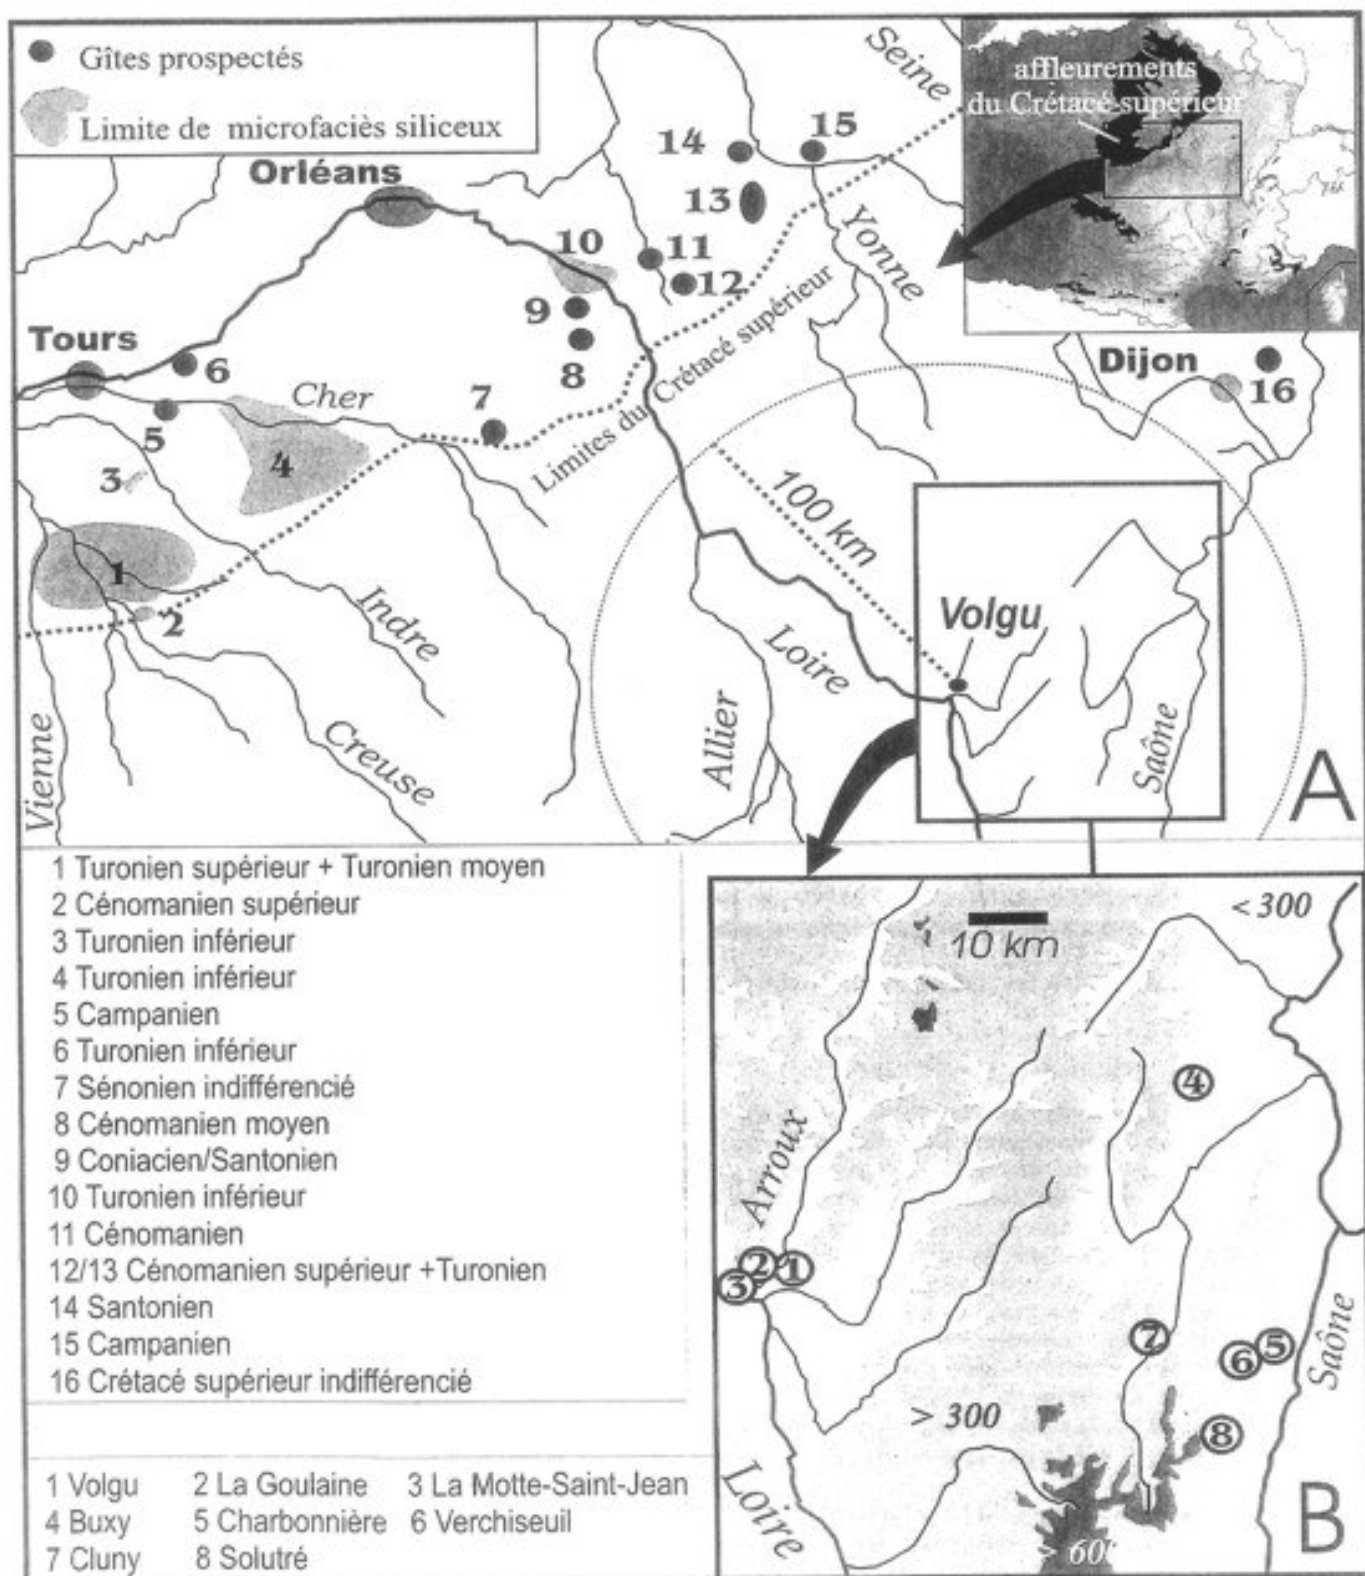 Gîtes prospectés
Limite de microfaciès siliceux
Seine
affleurements
du Crétacé supérieur
Orléans
14
15
13
10
11
12
Yonne
9
8
Tours
6
Cher
7
5
4
3
Limites du Crétacé supérieur
Dijon
16
100 km
1
2
Indre
Volgu
Loire
Allier
Creuse
Vienne
Saône
A
1 Turonien supérieur + Turonien moyen
2 Cénomanien supérieur
3 Turonien inférieur
4 Turonien inférieur
5 Campanien
6 Turonien inférieur
7 Sénonien indifférencié
8 Cénomanien moyen
9 Coniacien/Santonien
10 Turonien inférieur
11 Cénomanien
12/13 Cénomanien supérieur +Turonien
14 Santonien
15 Campanien
16 Crétacé supérieur indifférencié
1 Volgu 2 La Goulaine 3 La Motte-Saint-Jean
4 Buxy 5 Charbonnière 6 Verchiseuil
7 Cluny 8 Solutré
< 300
10 km
4
Arroux
2
1
3
7
6
5
Saône
> 300
8
Loire
B